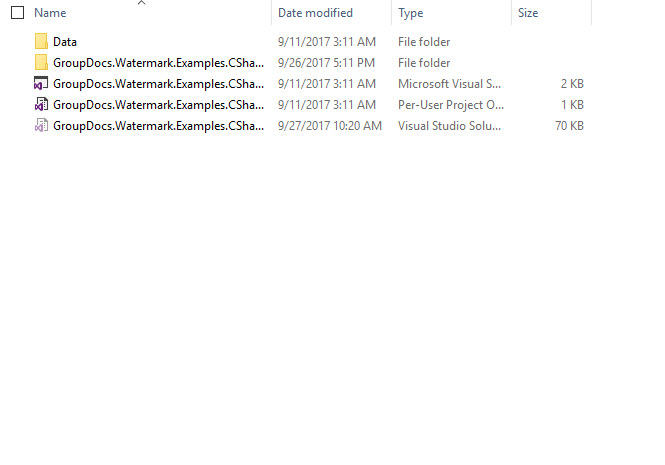 Name Date modified Type Size
Data 9/11/2017 3:11 AM File folder
GroupDocs.Watermark.Examples.CSha... 9/26/2017 5:11 PM File folder
GroupDocs.Watermark.Examples.CSha... 9/11/2017 3:11 AM Microsoft Visual S... 2 KB
GroupDocs.Watermark.Examples.CSha... 9/11/2017 3:11 AM Per-User Project O... 1 KB
GroupDocs.Watermark.Examples.CSha... 9/27/2017 10:20 AM Visual Studio Solu... 70 KB